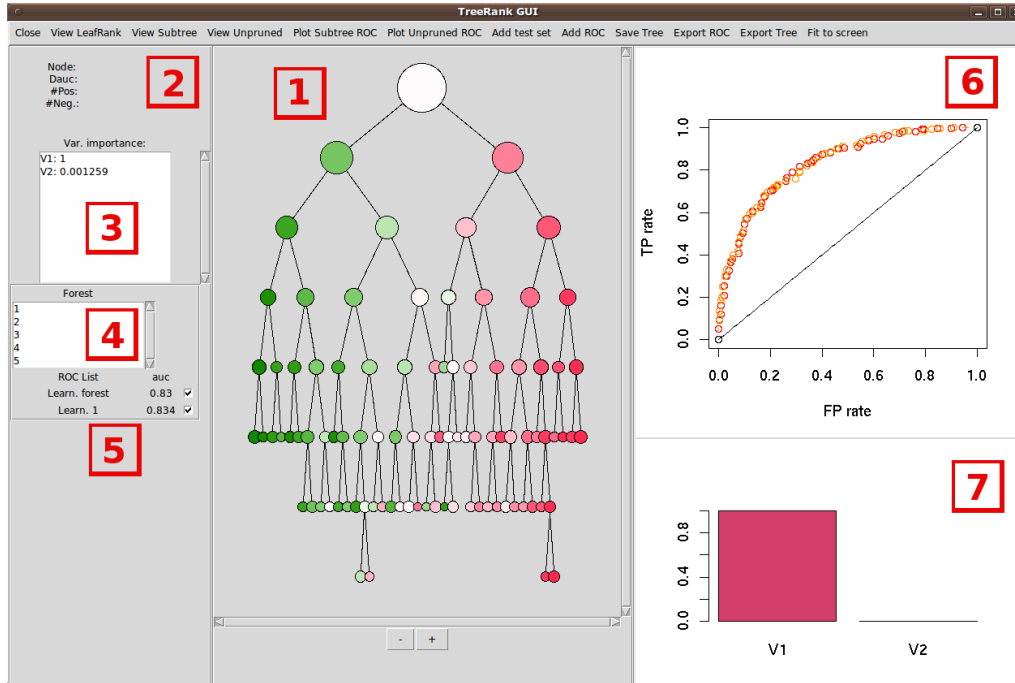 TreeRank GUI
Close View LeafRank View Subtree View Unpruned Plot Subtree ROC Plot Unpruned ROC Add test set Add ROC Save Tree Export ROC Export Tree Fit to screen
Node:
Dauc:
#Pos:
#Neg.:
2
Var. importance:
V1: 1
V2: 0.001259
3
Forest
1
2
3
4
5
4
ROC List auc
Learn. forest 0.83
Learn. 1 0.834
5
1
- +
6
TP rate
1.0
0.8
0.6
0.4
0.2
0.0
0.0 0.2 0.4 0.6 0.8 1.0
FP rate
7
0.8
0.4
0.0
V1 V2